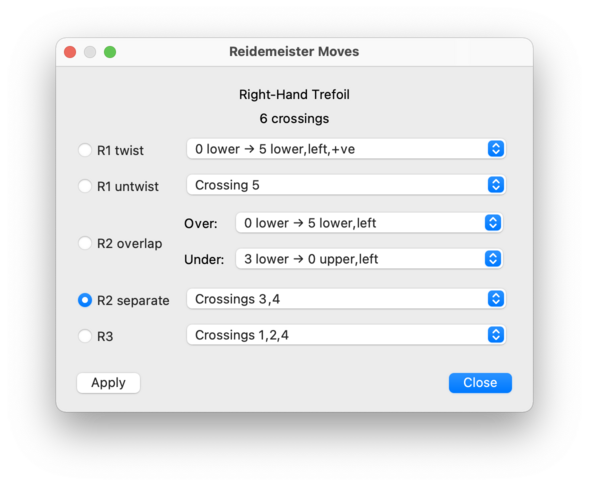 Reidemeister Moves
Right-Hand Trefoil
6 crossings
R1 twist 0 lower → 5 lower,left,+ve
R1 untwist Crossing 5
Over: 0 lower → 5 lower,left
R2 overlap
Under: 3 lower → 0 upper,left
R2 separate Crossings 3,4
R3 Crossings 1,2,4
Apply Close